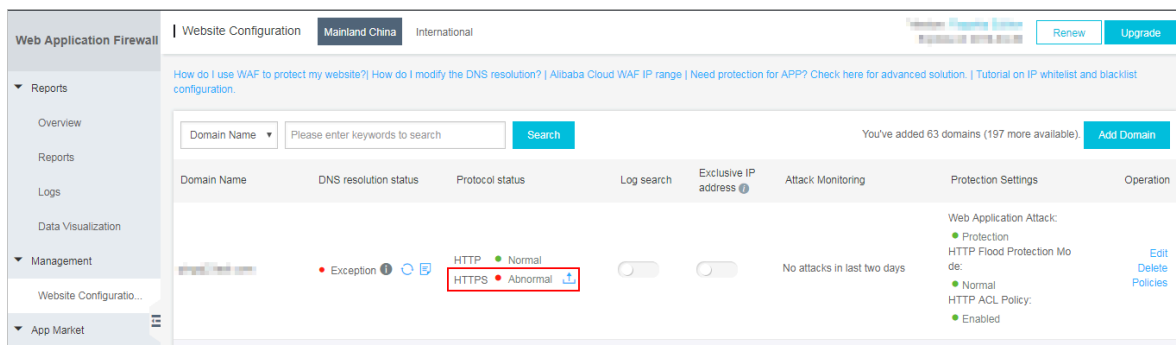 Web Application Firewall
Website Configuration
Mainland China
International
Renew
Upgrade
How do I use WAF to protect my website?| How do I modify the DNS resolution? | Alibaba Cloud WAF IP range | Need protection for APP? Check here for advanced solution. | Tutorial on IP whitelist and blacklist
configuration.
Reports
Overview
Reports
Logs
Data Visualization
Management
Website Configuratio...
App Market
Domain Name
Please enter keywords to search
Search
You've added 63 domains (197 more available).
Add Domain
Domain Name
DNS resolution status
Protocol status
Log search
Exclusive IP
address
Attack Monitoring
Protection Settings
Operation
Exception
HTTP Normal
HTTPS Abnormal
No attacks in last two days
Web Application Attack:
Protection
HTTP Flood Protection Mo
de:
Normal
HTTP ACL Policy:
Enabled
Edit
Delete
Policies